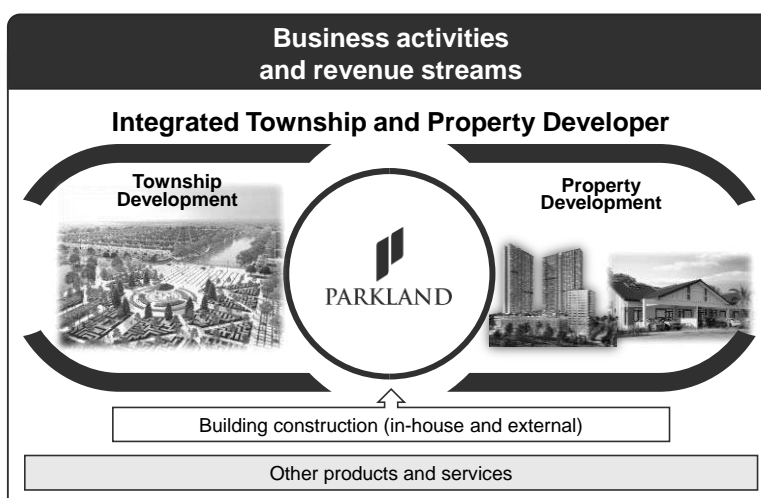 Business activities
and revenue streams
Integrated Township and Property Developer
Township
Development
Property
Development
PARKLAND
Building construction (in-house and external)
Other products and services